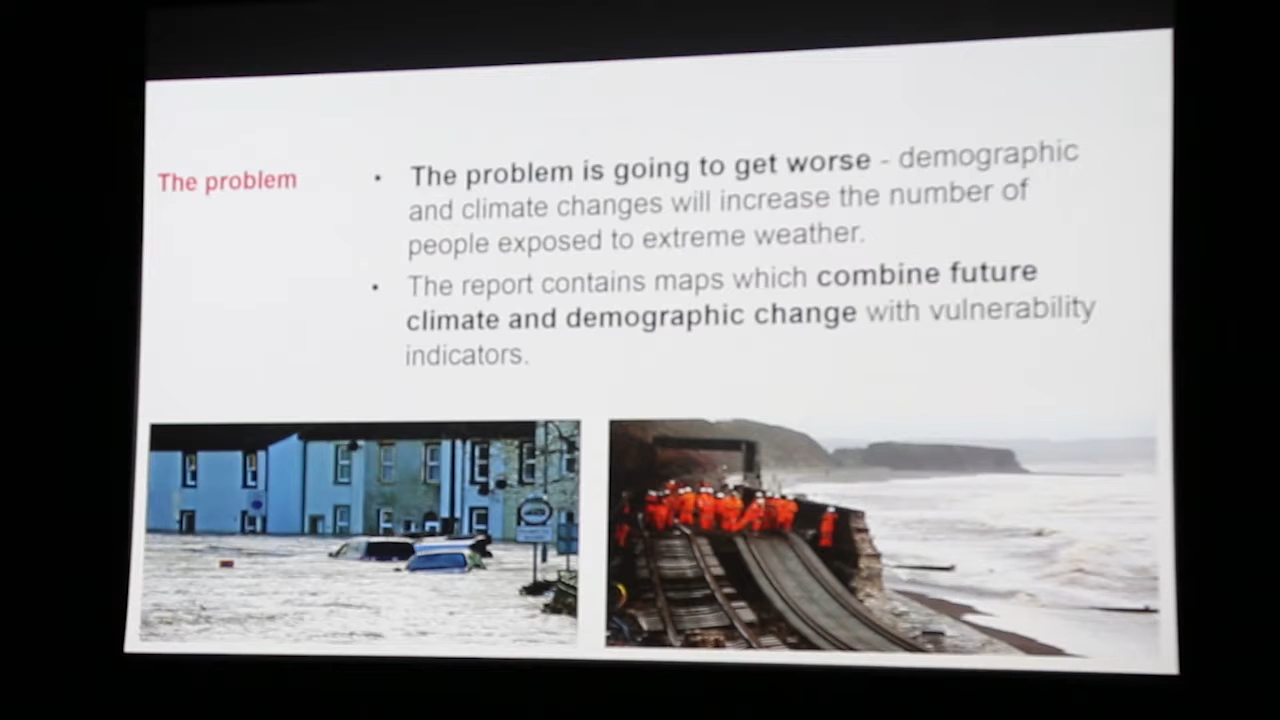 The problem
• The problem is going to get worse - demographic
and climate changes will increase the number of
people exposed to extreme weather.
• The report contains maps which combine future
climate and demographic change with vulnerability
indicators.